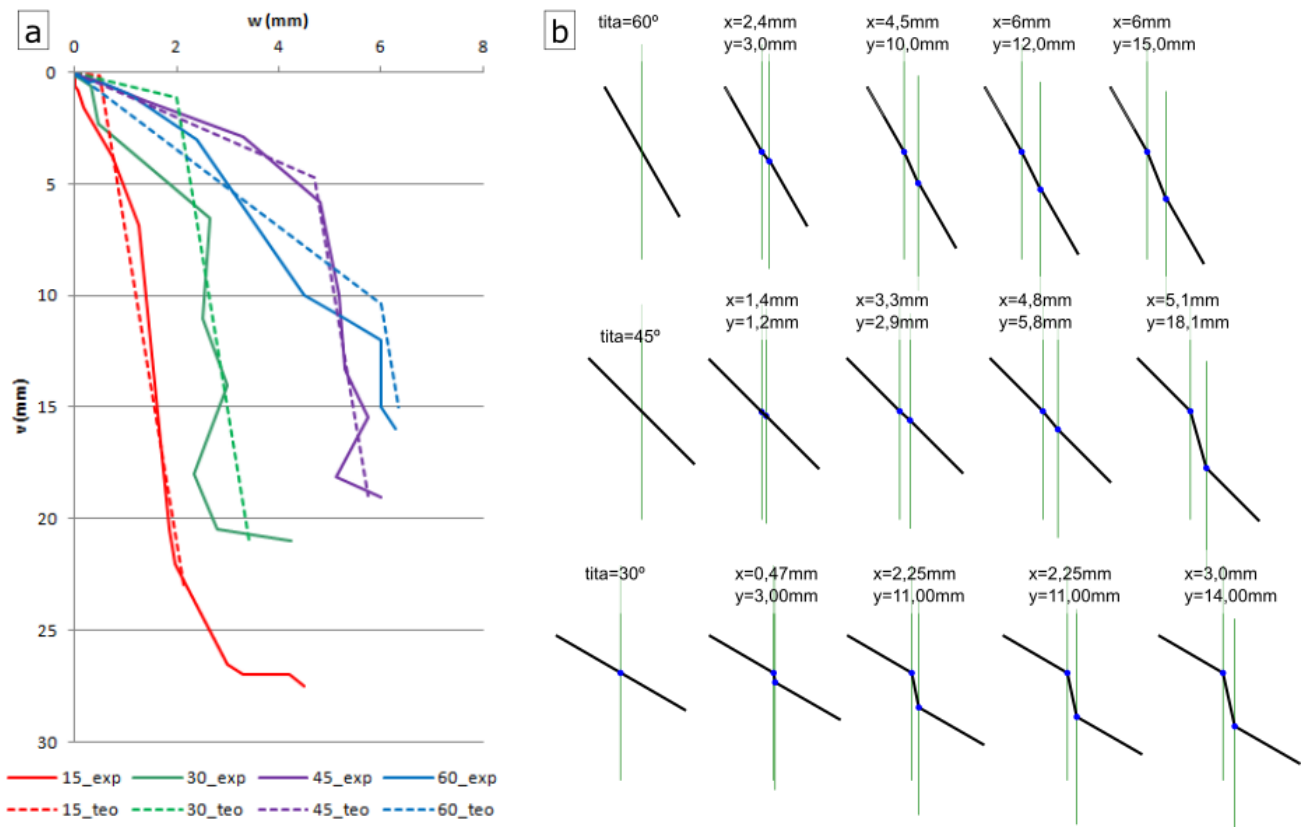 a
w (mm)
0 2 4 6 8
0
5
10
15
20
25
30
v (mm)
15_exp 30_exp 45_exp 60_exp
15_teo 30_teo 45_teo 60_teo
b
tita=60º
x=2,4mm
y=3,0mm
x=4,5mm
y=10,0mm
x=6mm
y=12,0mm
x=6mm
y=15,0mm
tita=45º
x=1,4mm
y=1,2mm
x=3,3mm
y=2,9mm
x=4,8mm
y=5,8mm
x=5,1mm
y=18,1mm
tita=30º
x=0,47mm
y=3,00mm
x=2,25mm
y=11,00mm
x=2,25mm
y=11,00mm
x=3,0mm
y=14,00mm